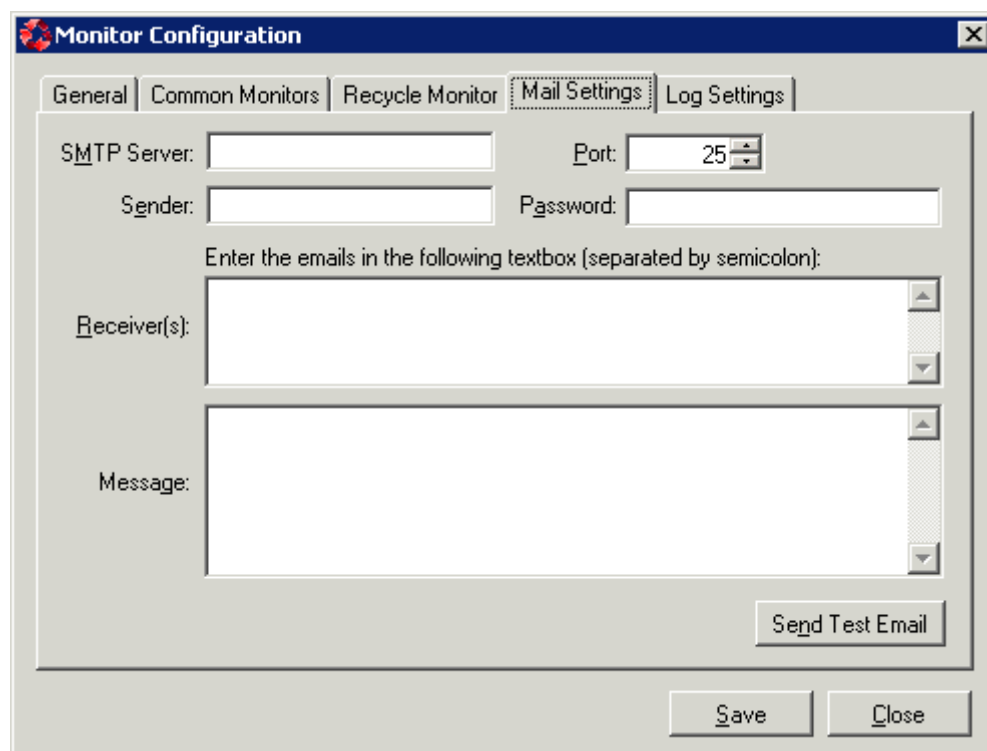 Monitor Configuration
General Common Monitors Recycle Monitor Mail Settings Log Settings
SMTP Server: Port: 25
Sender: Password:
Enter the emails in the following textbox (separated by semicolon):
Receiver(s):
Message:
Send Test Email
Save Close